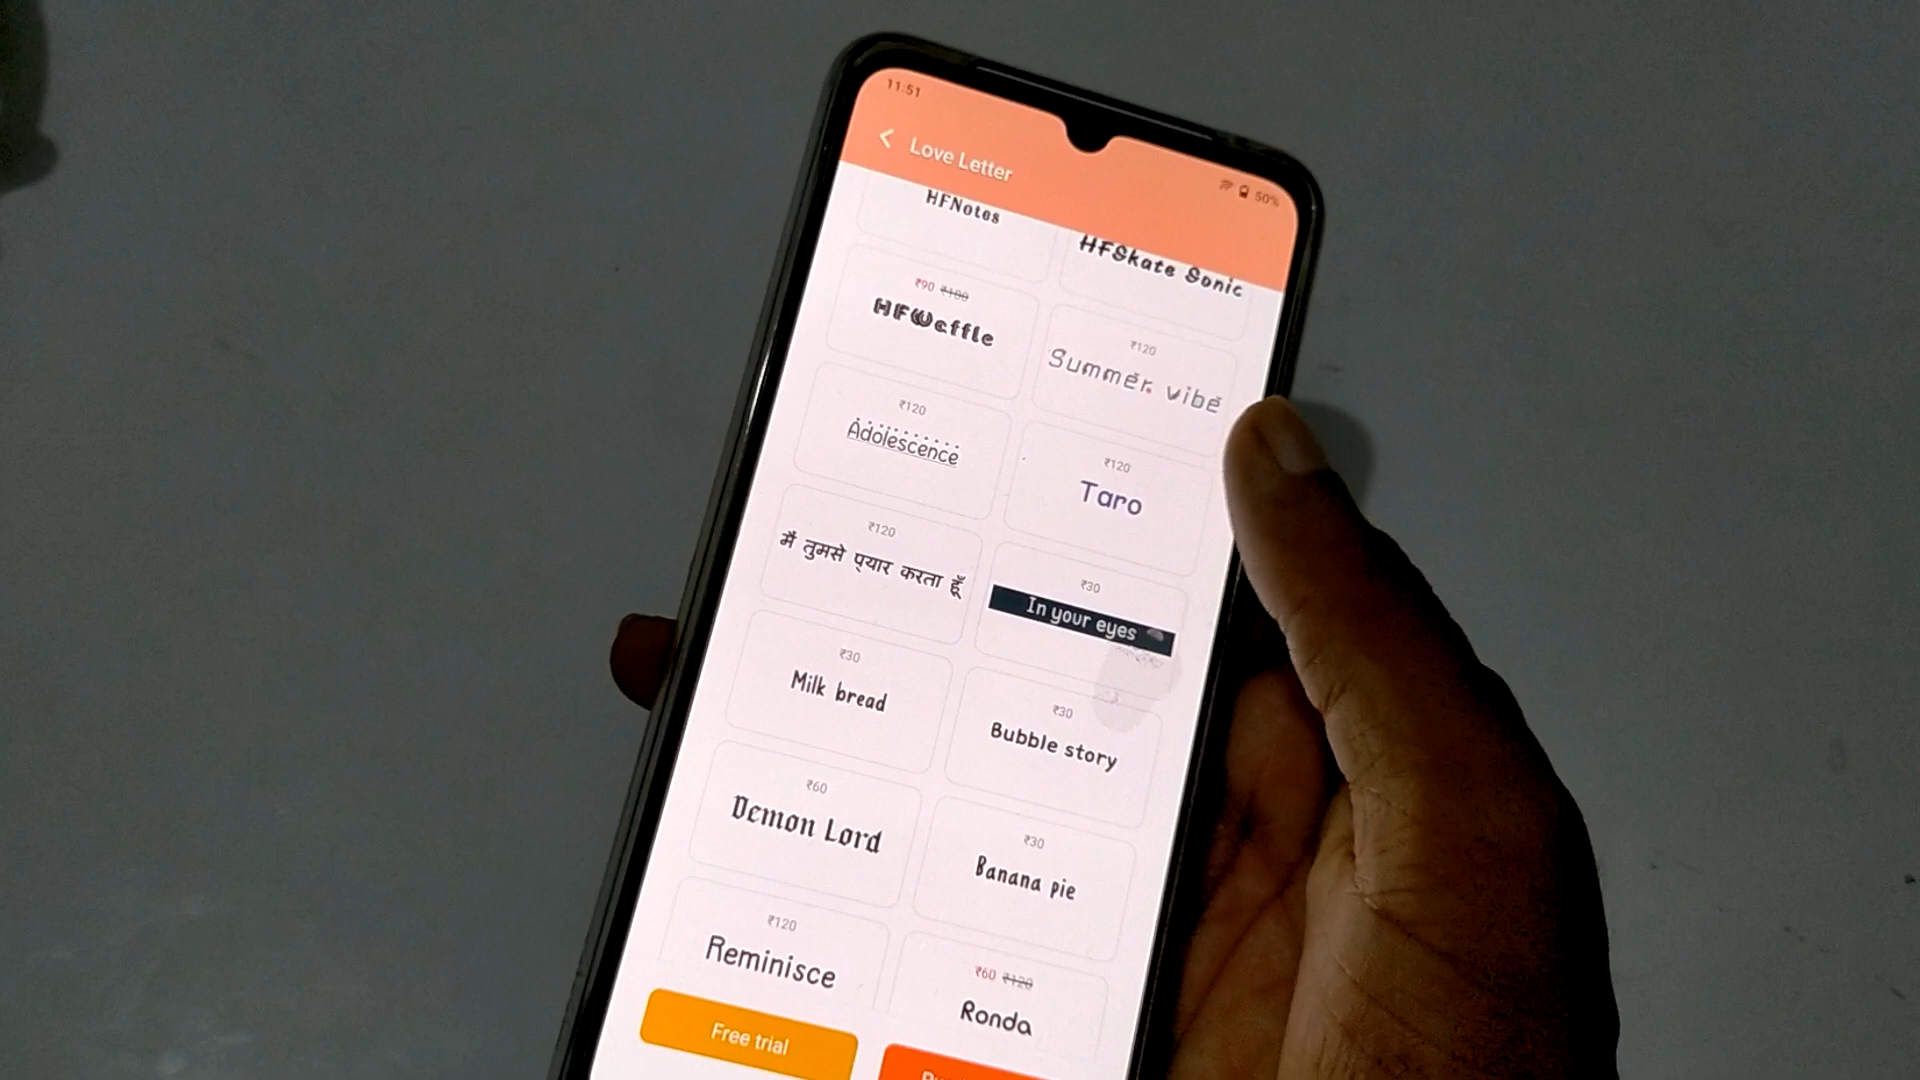 11:51
50%
Love Letter
HFNotes
HFSkate Sonic
₹90 ₹100
HFWaffle
₹120
Summer vibe
₹120
Adolescence
₹120
Taro
₹120
मैं तुमसे प्यार करता हूँ
₹30
In your eyes
₹30
Milk bread
₹30
Bubble story
₹60
Demon Lord
₹30
Banana pie
₹120
Reminisce
₹60 ₹120
Ronda
Free trial